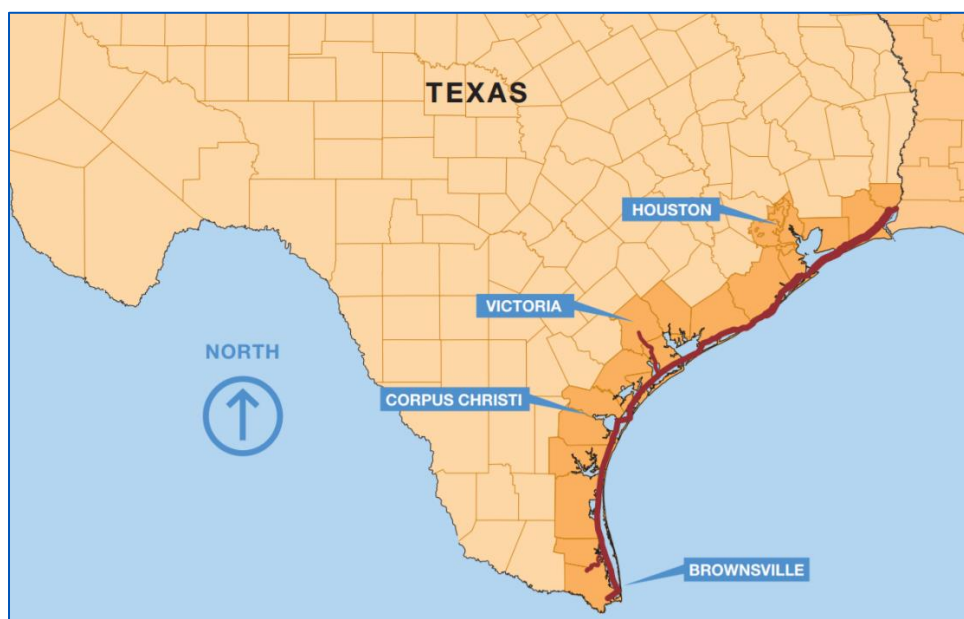 TEXAS
HOUSTON
VICTORIA
NORTH
CORPUS CHRISTI
BROWNSVILLE